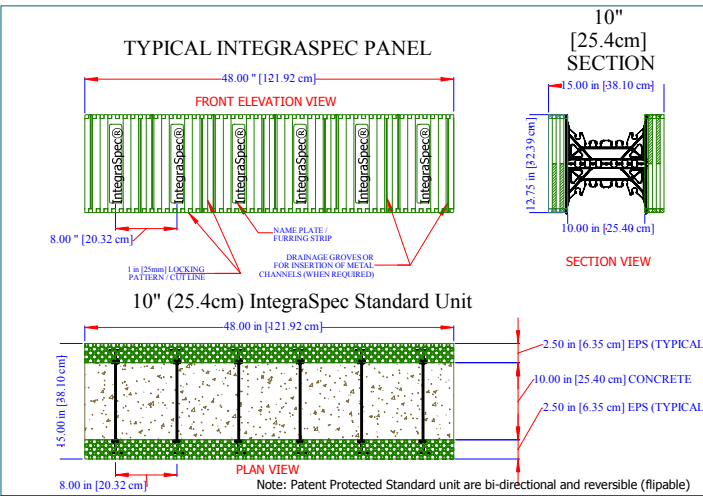 TYPICAL INTEGRASPEC PANEL
10"
[25.4cm]
SECTION
48.00 " [121.92 cm]
15.00 in [38.10 cm]
FRONT ELEVATION VIEW
IntegraSpec®
IntegraSpec®
IntegraSpec®
IntegraSpec®
IntegraSpec®
IntegraSpec®
12.75 in [32.39 cm]
8.00 " [20.32 cm]
NAME PLATE /
FURRING STRIP
10.00 in [25.40 cm]
DRAINAGE GROVES OR
FOR INSERTION OF METAL
CHANNELS (WHEN REQUIRED)
1 in [25mm] LOCKING
PATTERN / CUT LINE
SECTION VIEW
10" (25.4cm) IntegraSpec Standard Unit
48.00 in [121.92 cm]
2.50 in [6.35 cm] EPS (TYPICAL
15.00 in [38.10 cm]
10.00 in [25.40 cm] CONCRETE
2.50 in [6.35 cm] EPS (TYPICAL
PLAN VIEW
8.00 in [20.32 cm]
Note: Patent Protected Standard unit are bi-directional and reversible (flipable)